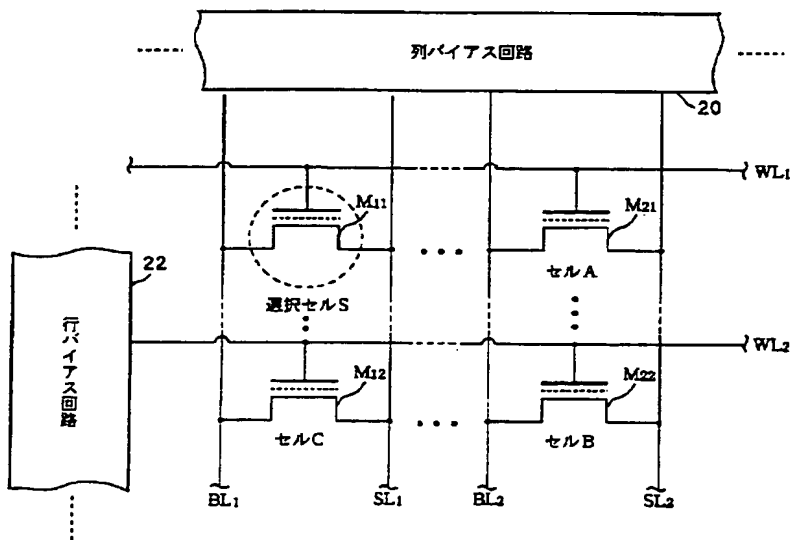 列バイアス回路
20
WL1
M11
M21
選択セルS
セルA
22
行バイアス回路
WL2
M12
M22
セルC
セルB
BL1
SL1
BL2
SL2